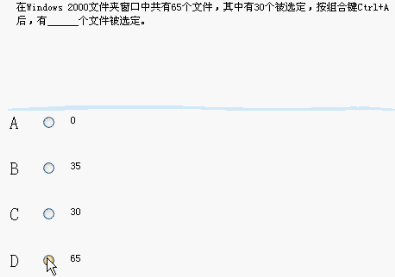 在Windows 2000文件夹窗口中共有65个文件，其中有30个被选定，按组合键Ctrl+A
后，有______个文件被选定。
A 0
B 35
C 30
D 65